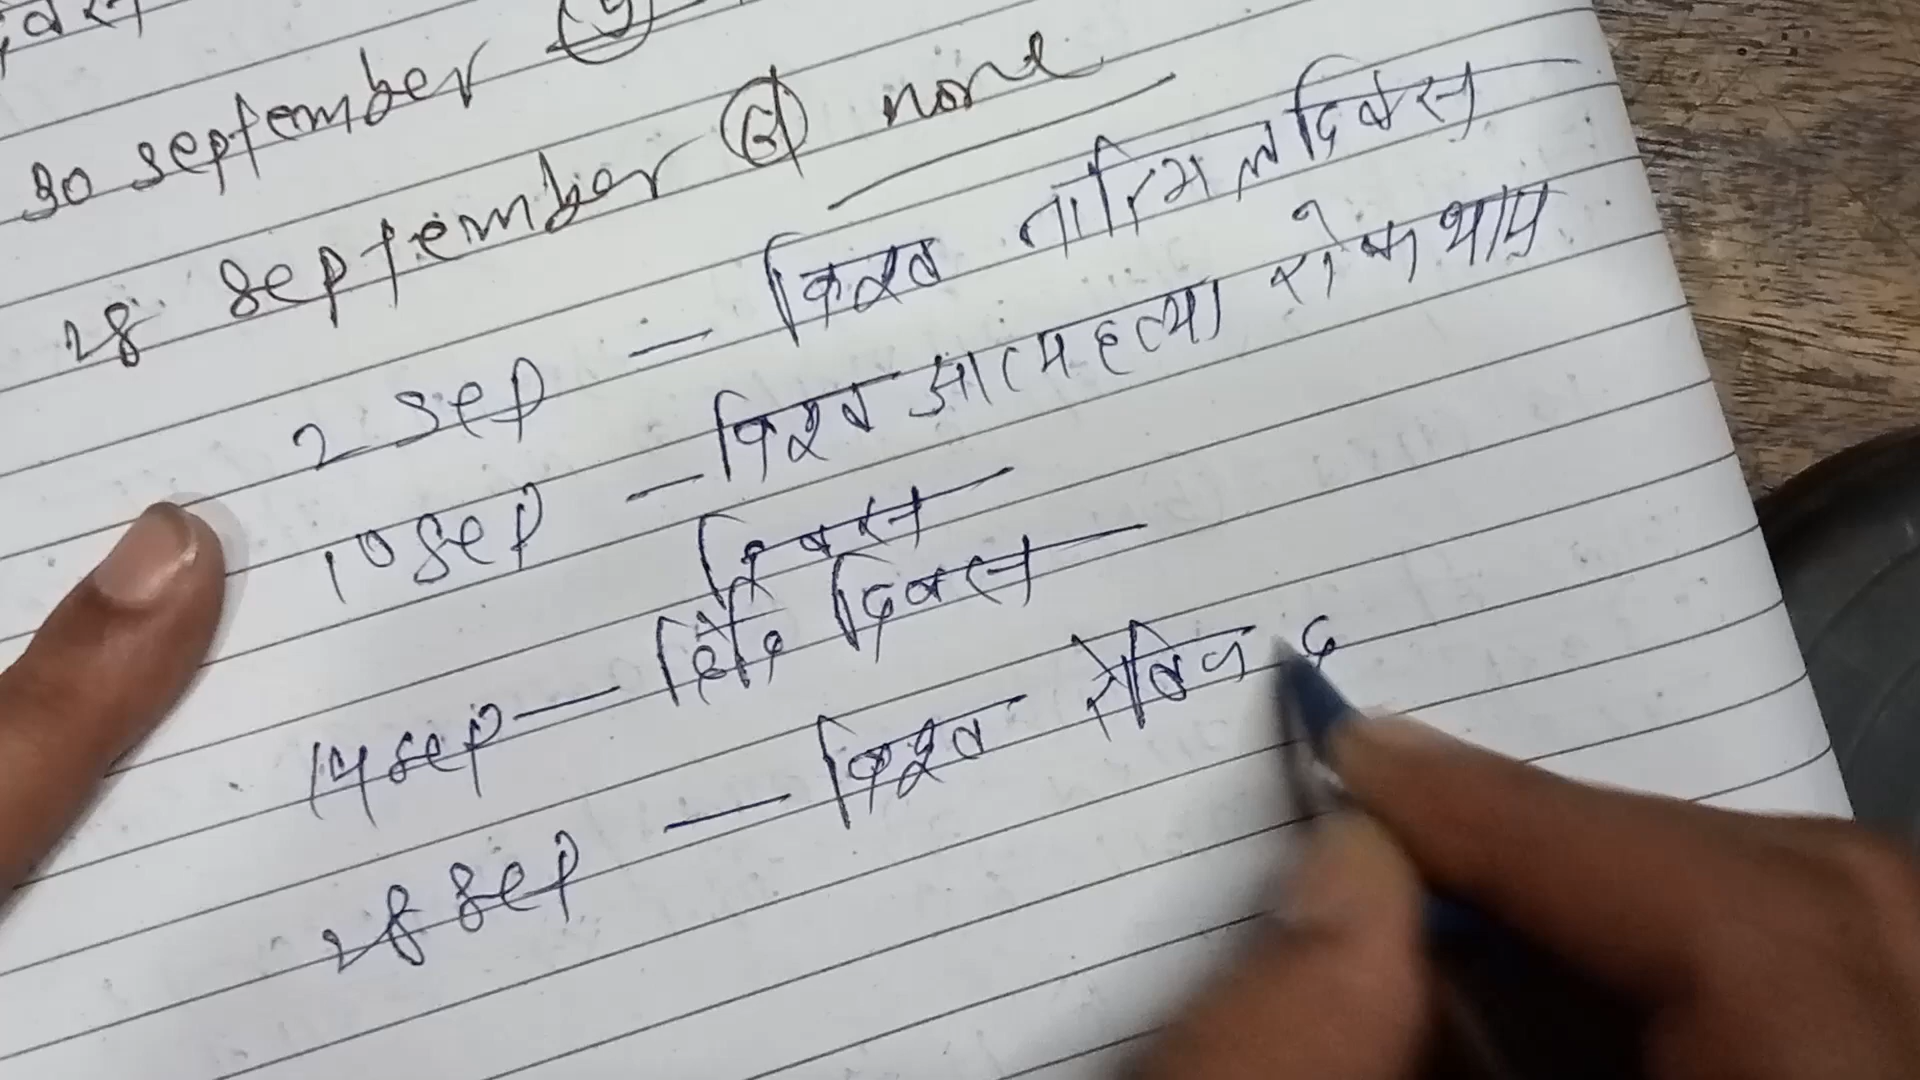 30 september
28 september d none
2 sep — विश्व नारियल दिवस
10 sep — विश्व आत्महत्या रोकथाम
दिवस
14 sep — हिंदि दिवस
28 sep — विश्व रेबिज द